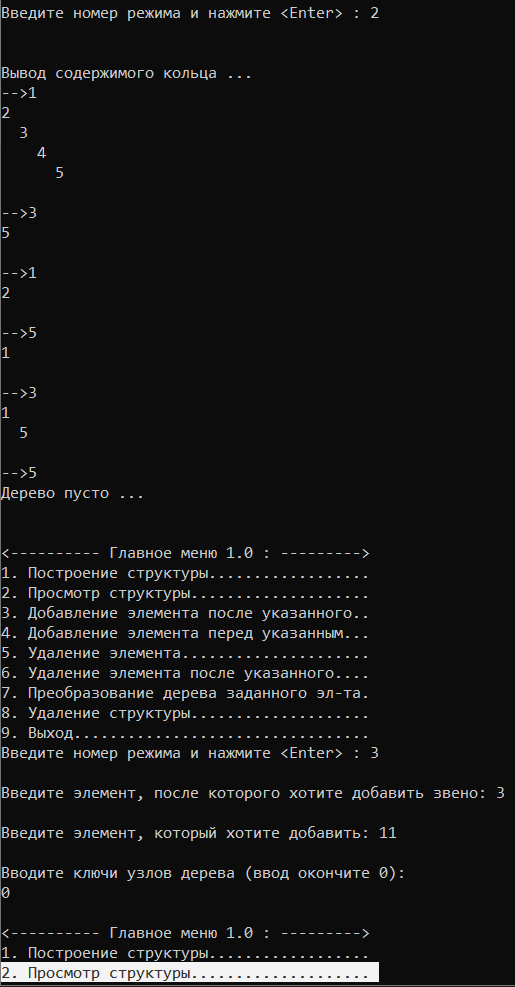 Введите номер режима и нажмите <Enter> : 2
Вывод содержимого кольца ...
-->1
2
3
4
5
-->3
5
-->1
2
-->5
1
-->3
1
5
-->5
Дерево пусто ...
<---------- Главное меню 1.0 : --------->
1. Построение структуры..................
2. Просмотр структуры....................
3. Добавление элемента после указанного..
4. Добавление элемента перед указанным...
5. Удаление элемента.....................
6. Удаление элемента после указанного....
7. Преобразование дерева заданного эл-та.
8. Удаление структуры....................
9. Выход.................................
Введите номер режима и нажмите <Enter> : 3
Введите элемент, после которого хотите добавить звено: 3
Введите элемент, который хотите добавить: 11
Вводите ключи узлов дерева (ввод окончите 0):
0
<---------- Главное меню 1.0 : --------->
1. Построение структуры..................
2. Просмотр структуры....................